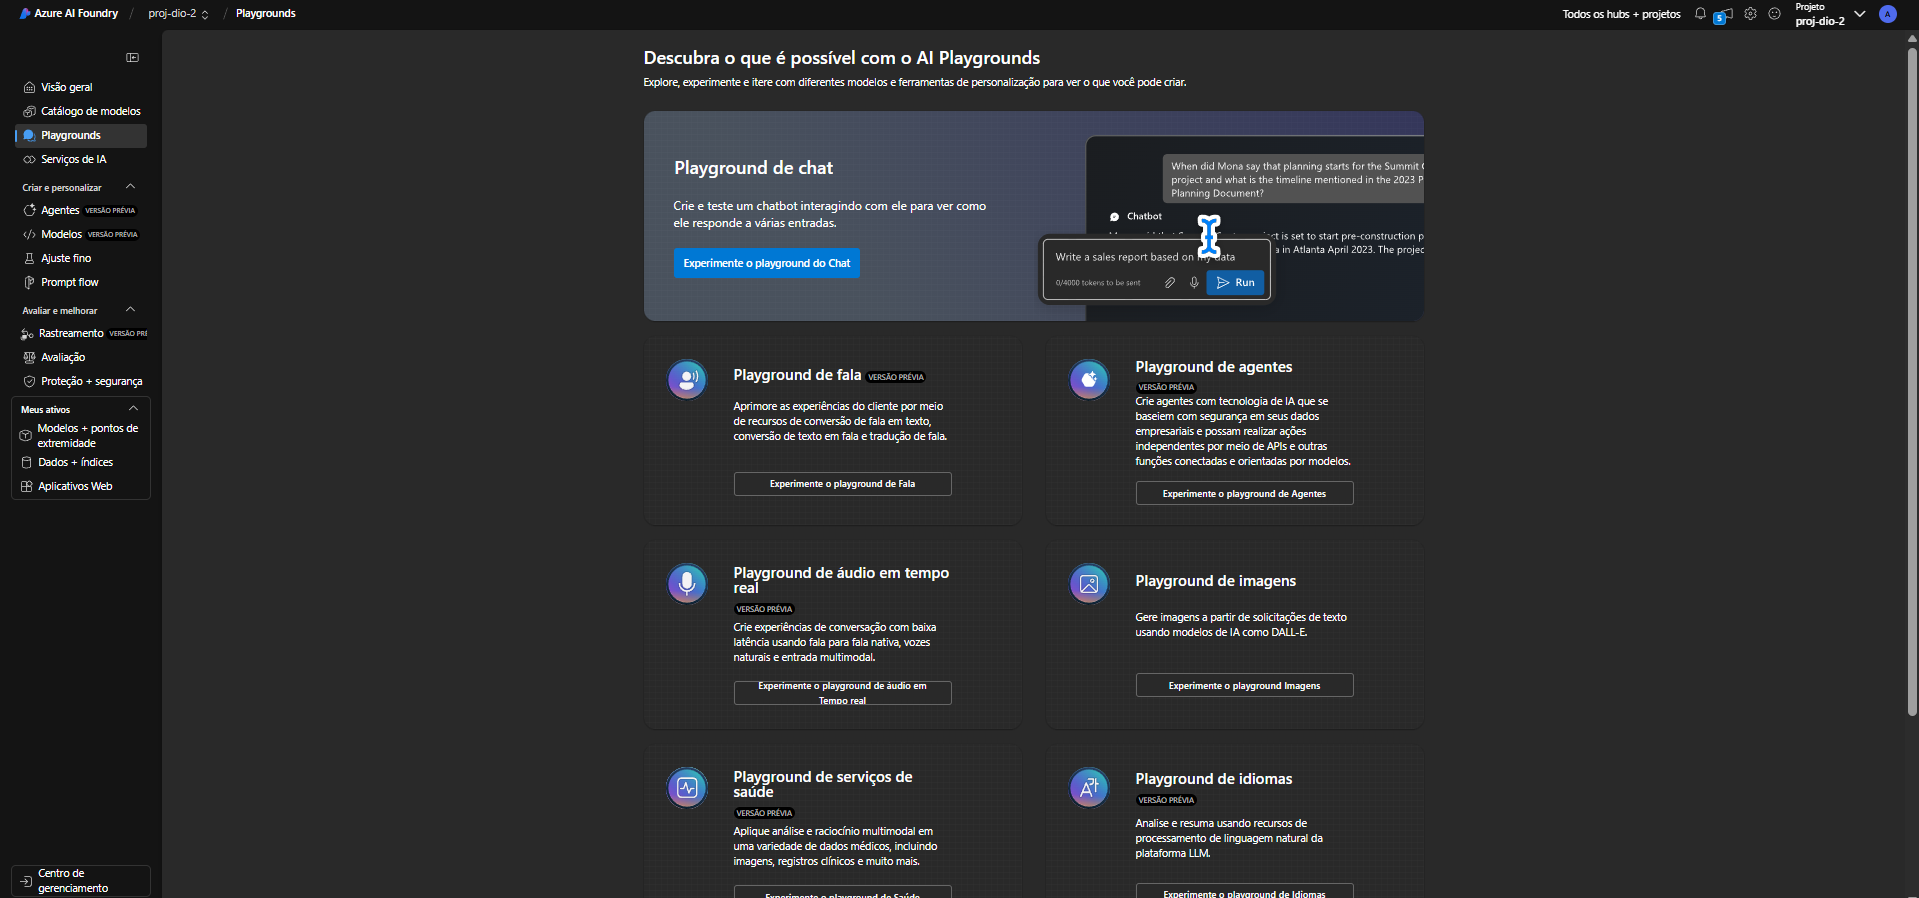 Azure AI Foundry / proj-dio-2 / Playgrounds
Todos os hubs + projetos
5
Projeto
proj-dio-2
A
Visão geral
Catálogo de modelos
Playgrounds
Serviços de IA
Criar e personalizar
Agentes VERSÃO PRÉVIA
Modelos VERSÃO PRÉVIA
Ajuste fino
Prompt flow
Avaliar e melhorar
Rastreamento VERSÃO PRÉ
Avaliação
Proteção + segurança
Meus ativos
Modelos + pontos de
extremidade
Dados + índices
Aplicativos Web
Centro de
gerenciamento
Descubra o que é possível com o AI Playgrounds
Explore, experimente e itere com diferentes modelos e ferramentas de personalização para ver o que você pode criar.
Playground de chat
Crie e teste um chatbot interagindo com ele para ver como
ele responde a várias entradas.
Experimente o playground do Chat
When did Mona say that planning starts for the Summit
project and what is the timeline mentioned in the 2023 P
Planning Document?
Chatbot
is set to start pre-construction p
a in Atlanta April 2023. The projec
Write a sales report based on my data
0/4000 tokens to be sent
Run
Playground de fala VERSÃO PRÉVIA
Aprimore as experiências do cliente por meio
de recursos de conversão de fala em texto,
conversão de texto em fala e tradução de fala.
Experimente o playground de Fala
Playground de agentes
VERSÃO PRÉVIA
Crie agentes com tecnologia de IA que se
baseiem com segurança em seus dados
empresariais e possam realizar ações
independentes por meio de APIs e outras
funções conectadas e orientadas por modelos.
Experimente o playground de Agentes
Playground de áudio em tempo
real
VERSÃO PRÉVIA
Crie experiências de conversação com baixa
latência usando fala para fala nativa, vozes
naturais e entrada multimodal.
Experimente o playground de áudio em
Tempo real
Playground de imagens
Gere imagens a partir de solicitações de texto
usando modelos de IA como DALL-E.
Experimente o playground Imagens
Playground de serviços de
saúde
VERSÃO PRÉVIA
Aplique análise e raciocínio multimodal em
uma variedade de dados médicos, incluindo
imagens, registros clínicos e muito mais.
Experimente o playground de Saúde
Playground de idiomas
VERSÃO PRÉVIA
Analise e resuma usando recursos de
processamento de linguagem natural da
plataforma LLM.
Experimente o playground de Idiomas